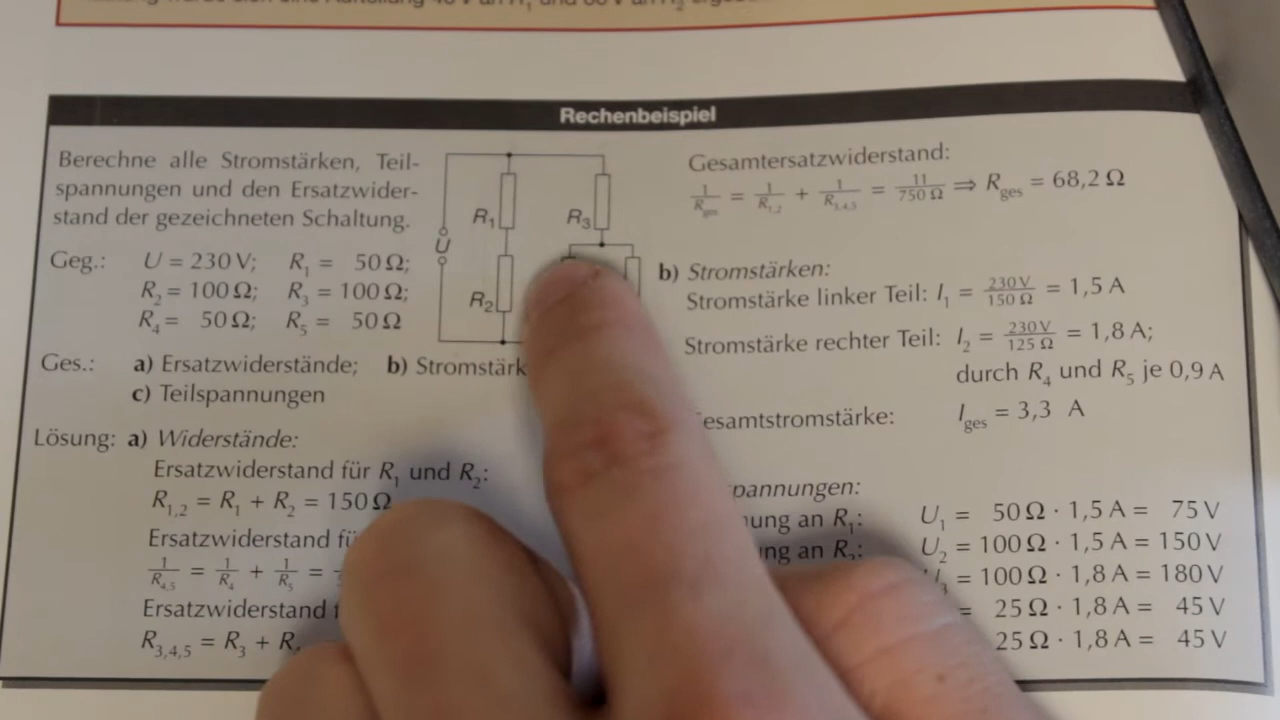 Rechenbeispiel
Berechne alle Stromstärken, Teil-
spannungen und den Ersatzwider-
stand der gezeichneten Schaltung.
Geg.: U = 230 V; R₁ = 50 Ω;
R₂ = 100 Ω; R₃ = 100 Ω;
R₄ = 50 Ω; R₅ = 50 Ω
Ges.: a) Ersatzwiderstände; b) Stromstärk
c) Teilspannungen
Lösung: a) Widerstände:
Ersatzwiderstand für R₁ und R₂:
R₁,₂ = R₁ + R₂ = 150 Ω
Ersatzwiderstand fü
1/R₄,₅ = 1/R₄ + 1/R₅ =
Ersatzwiderstand
R₃,₄,₅ = R₃ + R
U
R₁
R₂
R₃
Gesamtersatzwiderstand:
1/R_ges = 1/R₁,₂ + 1/R₃,₄,₅ = 11/750 Ω ⇒ R_ges = 68,2 Ω
b) Stromstärken:
Stromstärke linker Teil: I₁ = 230 V/150 Ω = 1,5 A
Stromstärke rechter Teil: I₂ = 230 V/125 Ω = 1,8 A;
durch R₄ und R₅ je 0,9 A
esamtstromstärke: I_ges = 3,3 A
pannungen:
ung an R₁: U₁ = 50 Ω · 1,5 A = 75 V
ng an R₂: U₂ = 100 Ω · 1,5 A = 150 V
₃ = 100 Ω · 1,8 A = 180 V
= 25 Ω · 1,8 A = 45 V
25 Ω · 1,8 A = 45 V